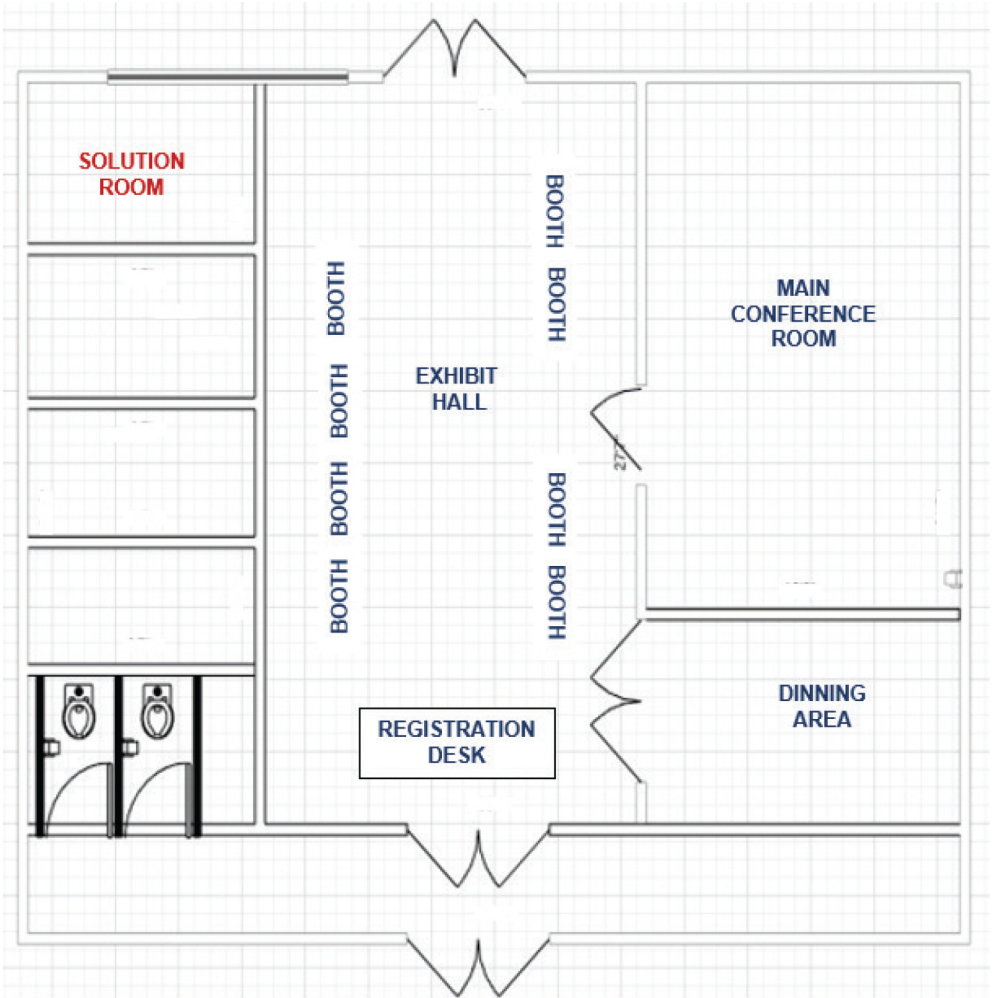 SOLUTION
ROOM
BOOTH
BOOTH
BOOTH
BOOTH
EXHIBIT
HALL
BOOTH
BOOTH
BOOTH
BOOTH
MAIN
CONFERENCE
ROOM
DINNING
AREA
REGISTRATION
DESK